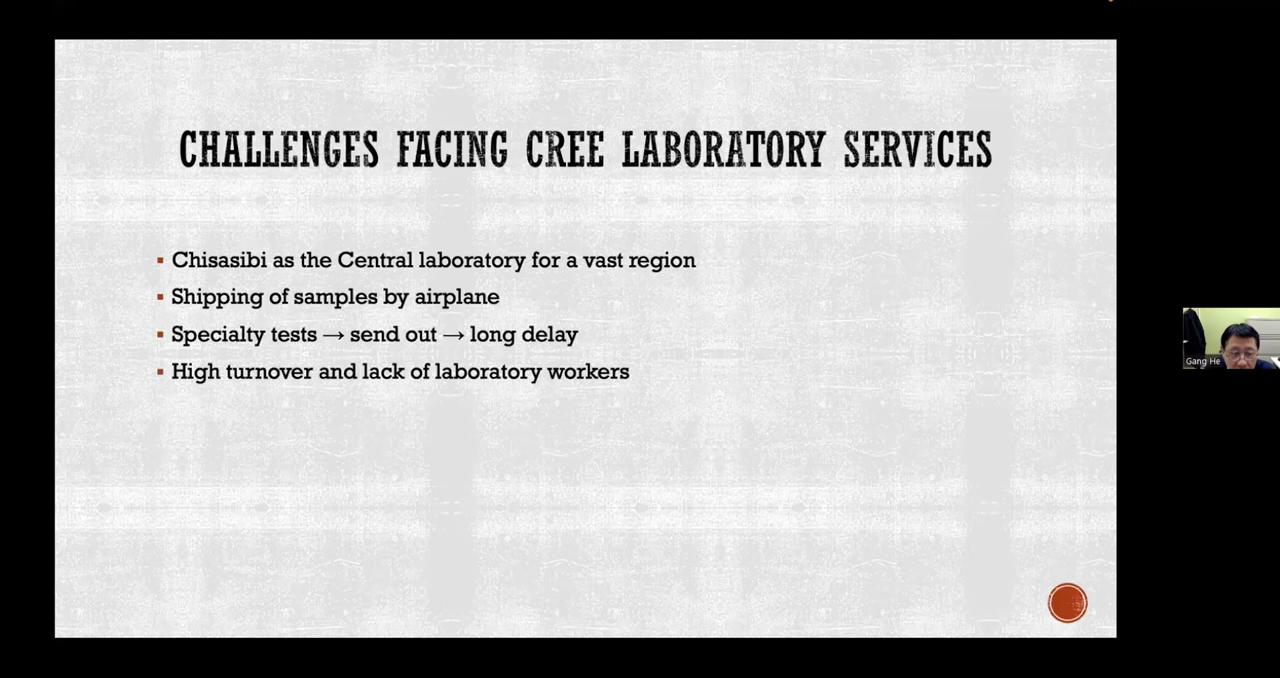 CHALLENGES FACING CREE LABORATORY SERVICES
▪ Chisasibi as the Central laboratory for a vast region
▪ Shipping of samples by airplane
▪ Specialty tests → send out → long delay
▪ High turnover and lack of laboratory workers
Gang He